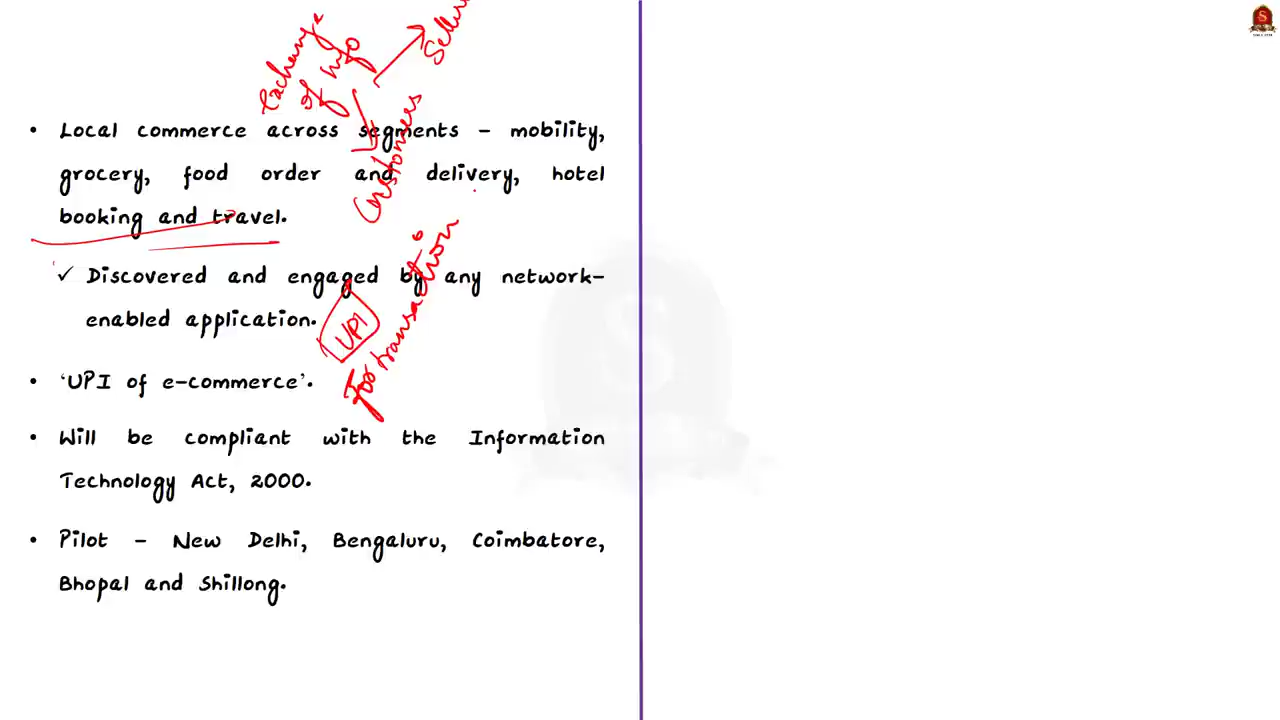 Exchange
of info
Seller
Customers
• Local commerce across segments - mobility,
grocery, food order and delivery, hotel
booking and travel.
✓ Discovered and engaged by any network-
enabled application.
UPI
For transaction
• 'UPI of e-commerce'.
• Will be compliant with the Information
Technology Act, 2000.
• Pilot - New Delhi, Bengaluru, Coimbatore,
Bhopal and Shillong.